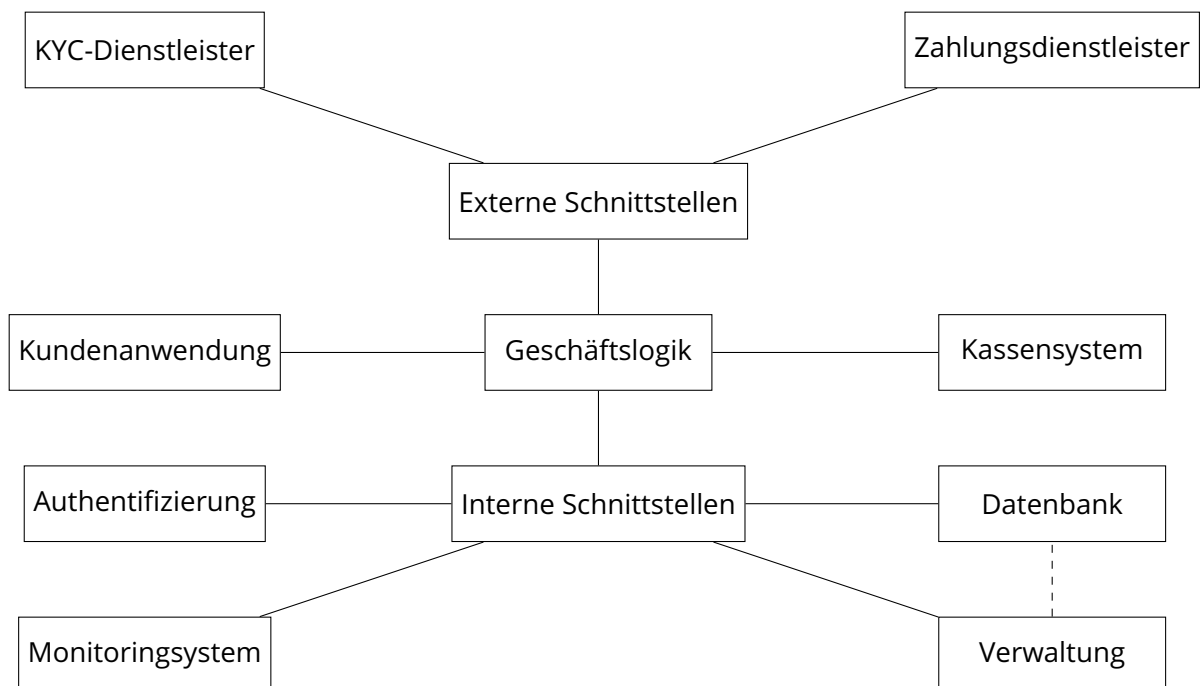 KYC-Dienstleister
Zahlungsdienstleister
Externe Schnittstellen
Kundenanwendung
Geschäftslogik
Kassensystem
Authentifizierung
Interne Schnittstellen
Datenbank
Monitoringsystem
Verwaltung